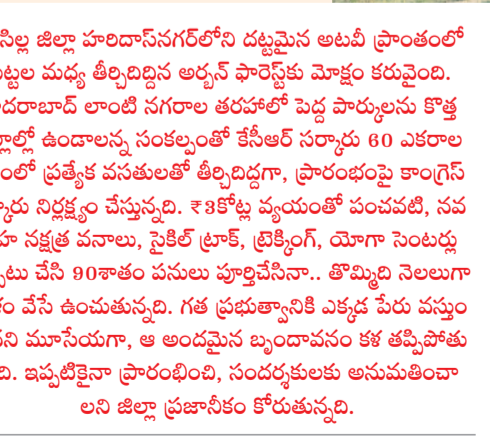 సిల్ల జిల్లా హరిదాస్‌నగర్‌లోని దట్టమైన అటవీ ప్రాంతంలో
ట్టల మధ్య తీర్చిదిద్దిన అర్బన్ ఫారెస్ట్‌కు మోక్షం కరువైంది.
దరాబాద్ లాంటి నగరాల తరహాలో పెద్ద పార్కులను కొత్త
ల్లాల్లో ఉండాలన్న సంకల్పంతో కేసీఆర్ సర్కారు 60 ఎకరాల
లో ప్రత్యేక వసతులతో తీర్చిదిద్దగా, ప్రారంభంపై కాంగ్రెస్
్కారు నిర్లక్ష్యం చేస్తున్నది. ₹3కోట్ల వ్యయంతో పంచవటి, నవ
హ నక్షత్ర వనాలు, సైకిల్ ట్రాక్, ట్రెక్కింగ్, యోగా సెంటర్లు
టు చేసి 90శాతం పనులు పూర్తిచేసినా.. తొమ్మిది నెలలుగా
ం వేసే ఉంచుతున్నది. గత ప్రభుత్వానికి ఎక్కడ పేరు వస్తుం
ని మూసేయగా, ఆ అందమైన బృందావనం కళ తప్పిపోతు
ది. ఇప్పటికైనా ప్రారంభించి, సందర్శకులకు అనుమతించా
లని జిల్లా ప్రజానీకం కోరుతున్నది.